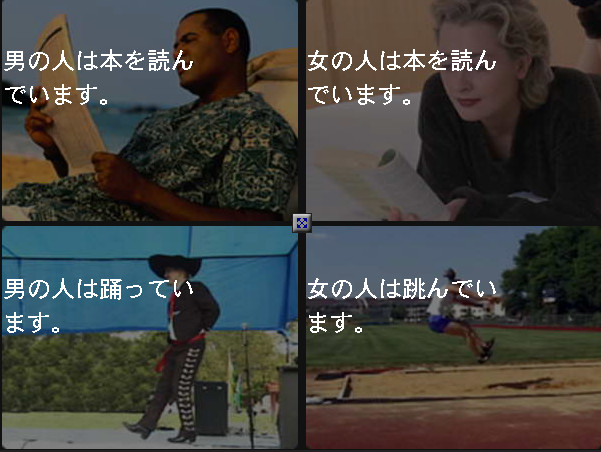 男の人は本を読ん
でいます。
女の人は本を読ん
でいます。
男の人は踊ってい
ます。
女の人は跳んでい
ます。